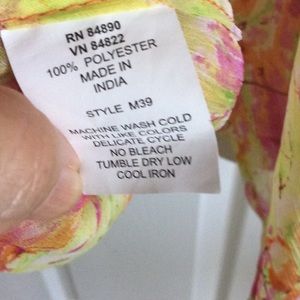 RN 84890
VN 84822
100% POLYESTER
MADE IN
INDIA
STYLE M39
MACHINE WASH COLD
WITH LIKE COLORS
DELICATE CYCLE
NO BLEACH
TUMBLE DRY LOW
COOL IRON